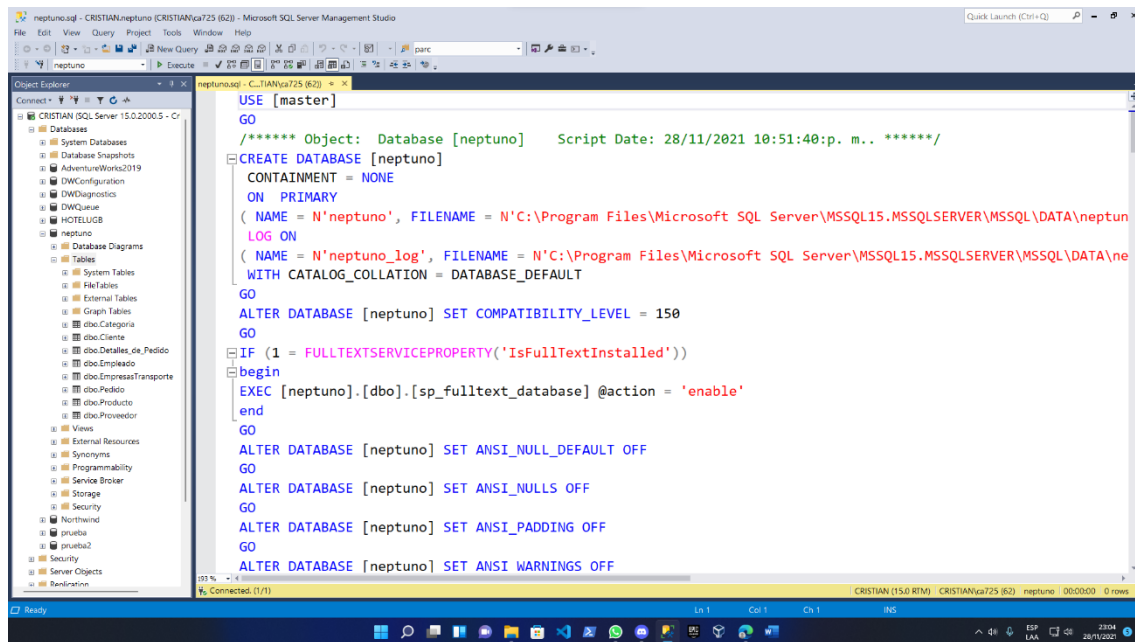 neptuno.sql - CRISTIAN.neptuno (CRISTIAN\ca725 (62)) - Microsoft SQL Server Management Studio
Quick Launch (Ctrl+Q)
File Edit View Query Project Tools Window Help
New Query
parc
neptuno
Execute
Object Explorer
neptuno.sql - C...TIAN\ca725 (62))
Connect
CRISTIAN (SQL Server 15.0.2000.5 - Cr
Databases
System Databases
Database Snapshots
AdventureWorks2019
DWConfiguration
DWDiagnostics
DWQueue
HOTELUGB
neptuno
Database Diagrams
Tables
System Tables
FileTables
External Tables
Graph Tables
dbo.Categoria
dbo.Cliente
dbo.Detalles_de_Pedido
dbo.Empleado
dbo.EmpresasTransporte
dbo.Pedido
dbo.Producto
dbo.Proveedor
Views
External Resources
Synonyms
Programmability
Service Broker
Storage
Security
Northwind
prueba
prueba2
Security
Server Objects
Replication
USE [master]
GO
/****** Object:  Database [neptuno]    Script Date: 28/11/2021 10:51:40:p. m.. ******/
CREATE DATABASE [neptuno]
CONTAINMENT = NONE
ON  PRIMARY
( NAME = N'neptuno', FILENAME = N'C:\Program Files\Microsoft SQL Server\MSSQL15.MSSQLSERVER\MSSQL\DATA\neptun
LOG ON
( NAME = N'neptuno_log', FILENAME = N'C:\Program Files\Microsoft SQL Server\MSSQL15.MSSQLSERVER\MSSQL\DATA\ne
WITH CATALOG_COLLATION = DATABASE_DEFAULT
GO
ALTER DATABASE [neptuno] SET COMPATIBILITY_LEVEL = 150
GO
IF (1 = FULLTEXTSERVICEPROPERTY('IsFullTextInstalled'))
begin
EXEC [neptuno].[dbo].[sp_fulltext_database] @action = 'enable'
end
GO
ALTER DATABASE [neptuno] SET ANSI_NULL_DEFAULT OFF
GO
ALTER DATABASE [neptuno] SET ANSI_NULLS OFF
GO
ALTER DATABASE [neptuno] SET ANSI_PADDING OFF
GO
ALTER DATABASE [neptuno] SET ANSI_WARNINGS OFF
193 %
Connected. (1/1)
CRISTIAN (15.0 RTM) CRISTIAN\ca725 (62) neptuno 00:00:00 0 rows
Ready
Ln 1 Col 1 Ch 1 INS
ESP
LAA
23:04
28/11/2021